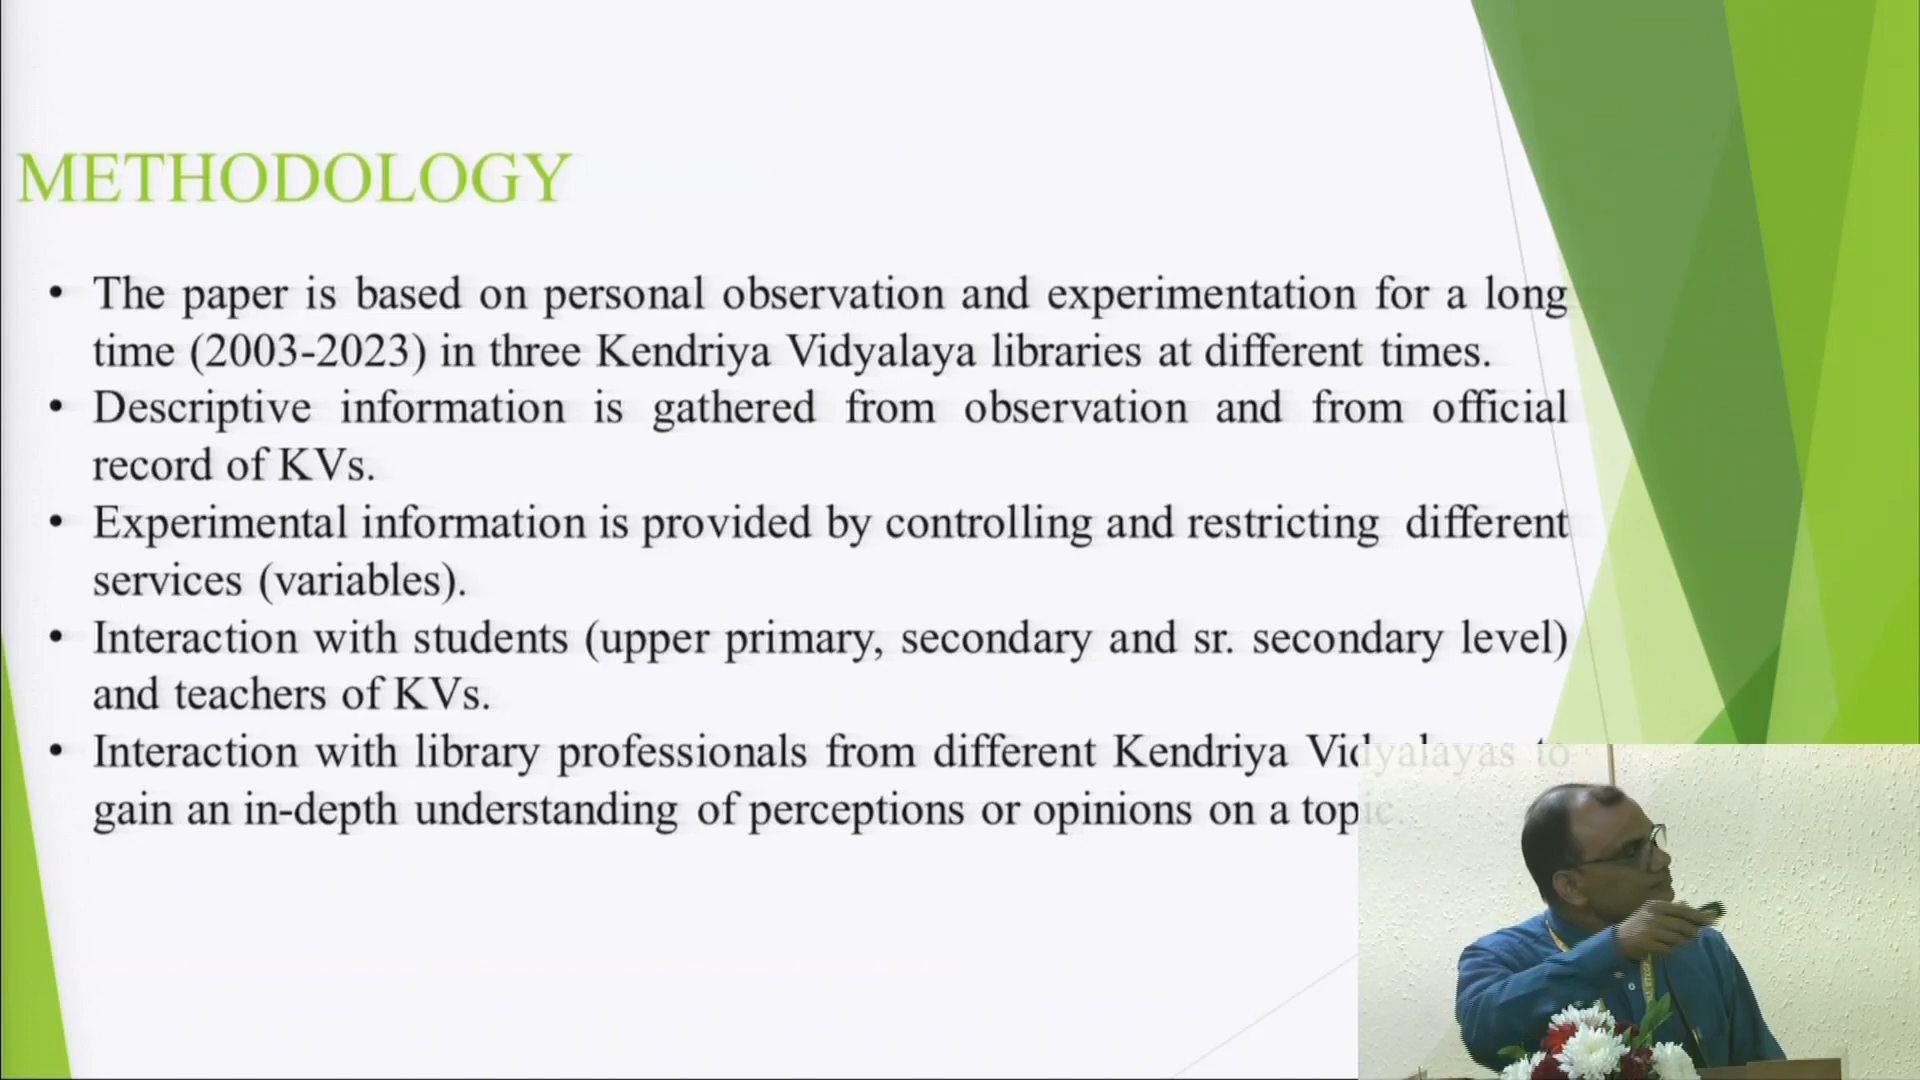 METHODOLOGY
• The paper is based on personal observation and experimentation for a long
time (2003-2023) in three Kendriya Vidyalaya libraries at different times.
• Descriptive information is gathered from observation and from official
record of KVs.
• Experimental information is provided by controlling and restricting different
services (variables).
• Interaction with students (upper primary, secondary and sr. secondary level)
and teachers of KVs.
• Interaction with library professionals from different Kendriya Vidyalayas to
gain an in-depth understanding of perceptions or opinions on a topic.